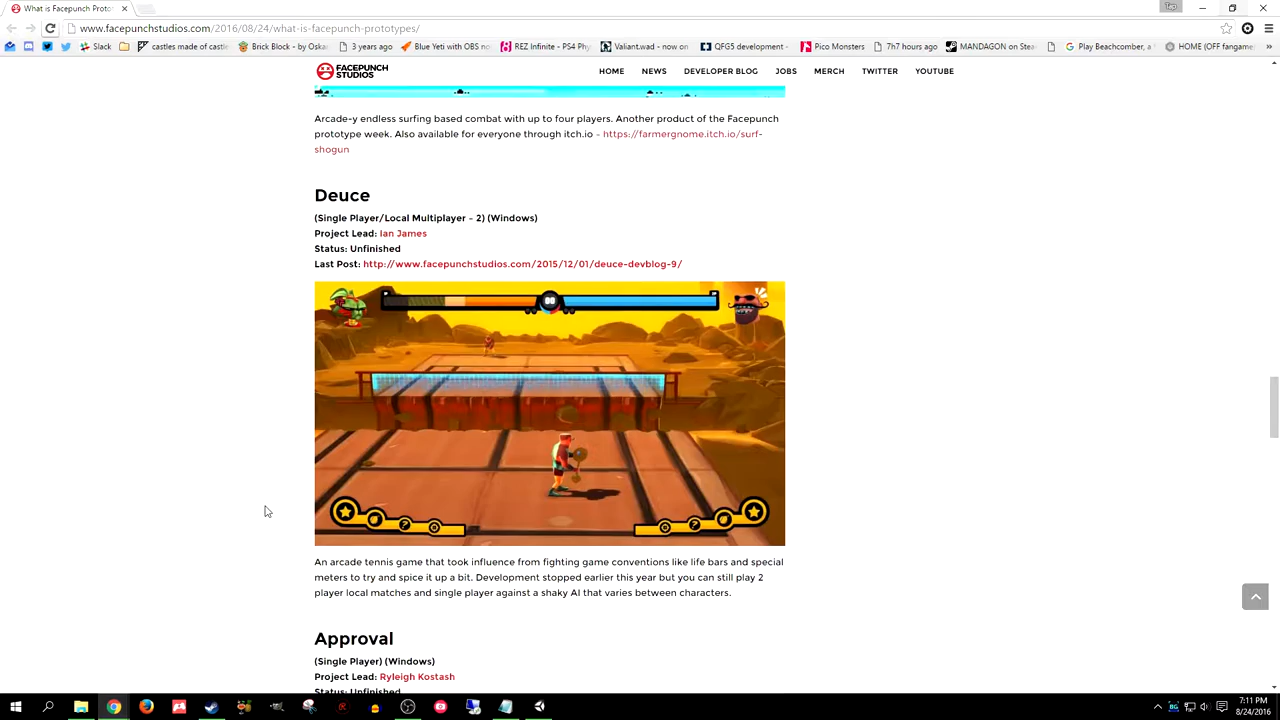 What is Facepunch Proto
www.facepunchstudios.com/2016/08/24/what-is-facepunch-prototypes/
Slack
castles made of castle
Brick Block - by Oskar
3 years ago
Blue Yeti with OBS no
REZ Infinite - PS4 Phy
Valiant.wad - now on
QFG5 development -
Pico Monsters
7h7 hours ago
MANDAGON on Stea
Play Beachcomber, a
HOME (OFF fangame
FACEPUNCH
STUDIOS
HOME
NEWS
DEVELOPER BLOG
JOBS
MERCH
TWITTER
YOUTUBE
Arcade-y endless surfing based combat with up to four players. Another product of the Facepunch
prototype week. Also available for everyone through itch.io – https://farmergnome.itch.io/surf-
shogun
Deuce
(Single Player/Local Multiplayer – 2) (Windows)
Project Lead: Ian James
Status: Unfinished
Last Post: http://www.facepunchstudios.com/2015/12/01/deuce-devblog-9/
An arcade tennis game that took influence from fighting game conventions like life bars and special
meters to try and spice it up a bit. Development stopped earlier this year but you can still play 2
player local matches and single player against a shaky AI that varies between characters.
Approval
(Single Player) (Windows)
Project Lead: Ryleigh Kostash
Status: Unfinished
7:11 PM
8/24/2016